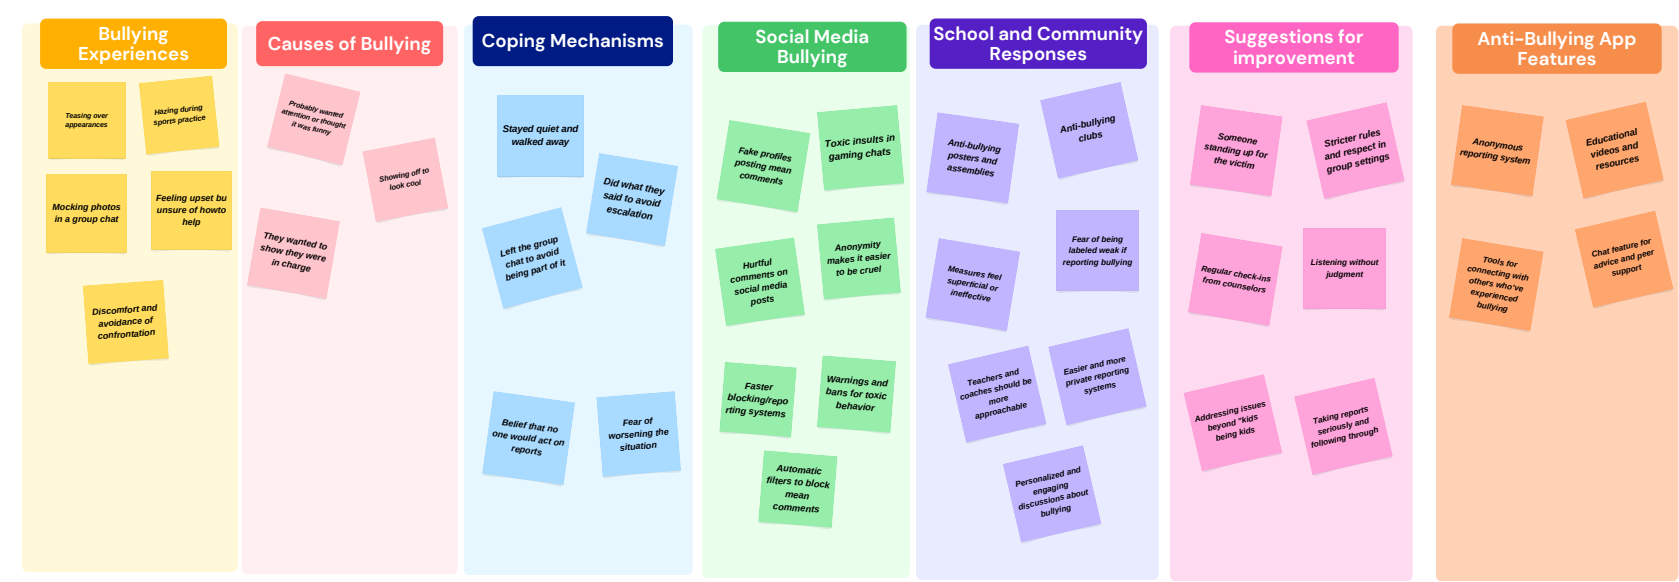 Bullying
Experiences
Teasing over
appearances
Hazing during
sports practice
Mocking photos
in a group chat
Feeling upset bu
unsure of howto
help
Discomfort and
avoidance of
confrontation
Causes of Bullying
Probably wanted
attention or thought
it was funny
Showing off to
look cool
They wanted to
show they were
in charge
Coping Mechanisms
Stayed quiet and
walked away
Did what they
said to avoid
escalation
Left the group
chat to avoid
being part of it
Belief that no
one would act on
reports
Fear of
worsening the
situation
Social Media
Bullying
Fake profiles
posting mean
comments
Toxic insults in
gaming chats
Hurtful
comments on
social media
posts
Anonymity
makes it easier
to be cruel
Faster
blocking/repo
rting systems
Warnings and
bans for toxic
behavior
Automatic
filters to block
mean
comments
School and Community
Responses
Anti-bullying
posters and
assemblies
Anti-bullying
clubs
Measures feel
superficial or
ineffective
Fear of being
labeled weak if
reporting bullying
Teachers and
coaches should be
more
approachable
Easier and more
private reporting
systems
Personalized and
engaging
discussions about
bullying
Suggestions for
improvement
Someone
standing up for
the victim
Stricter rules
and respect in
group settings
Regular check-ins
from counselors
Listening without
judgment
Addressing issues
beyond "kids
being kids
Taking reports
seriously and
following through
Anti-Bullying App
Features
Anonymous
reporting system
Educational
videos and
resources
Tools for
connecting with
others who've
experienced
bullying
Chat feature for
advice and peer
support